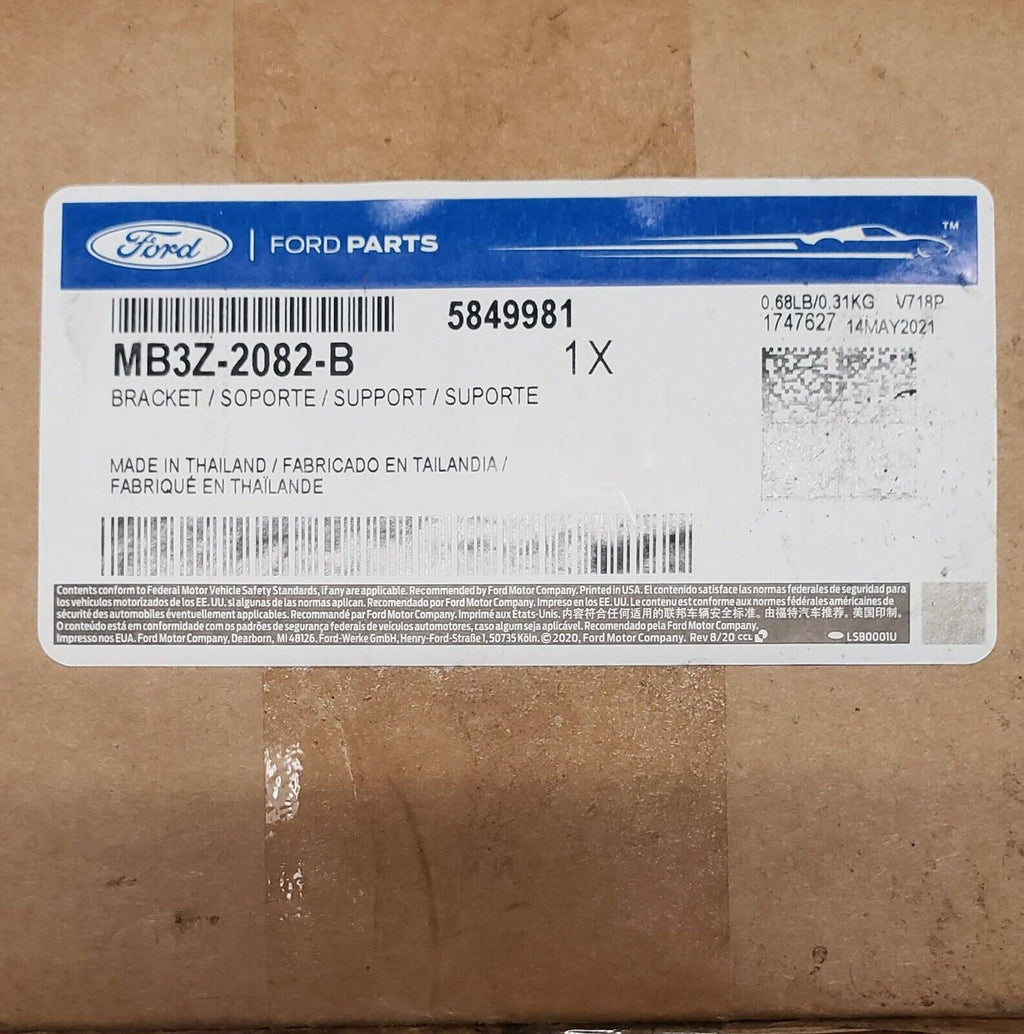 Ford | FORD PARTS ™
5849981
0.68LB/0.31KG V718P
1747627 14MAY2021
MB3Z-2082-B 1X
BRACKET / SOPORTE / SUPPORT / SUPORTE
MADE IN THAILAND / FABRICADO EN TAILANDIA /
FABRIQUÉ EN THAÏLANDE
Contents conform to Federal Motor Vehicle Safety Standards, if any are applicable. Recommended by Ford Motor Company. Printed in USA. El contenido satisface las normas federales de seguridad para
los vehículos motorizados de los EE. UU. si algunas de las normas aplican. Recomendado por Ford Motor Company. Impreso en los EE. UU. Le contenu est conforme aux normes fédérales américaines de
sécurité des automobiles éventuellement applicables. Recommandé par Ford Motor Company. Imprimé aux États-Unis. 内容符合任何适用的联邦车辆安全标准。由福特汽车推荐。美国印制。
O conteúdo está em conformidade com os padrões de segurança federais de veículos automotores, caso algum seja aplicável. Recomendado pela Ford Motor Company.
Impresso nos EUA. Ford Motor Company, Dearborn, MI 48126. Ford-Werke GmbH, Henry-Ford-Straße 1, 50735 Köln. ©2020, Ford Motor Company. Rev 8/20 CCL LSB0001U